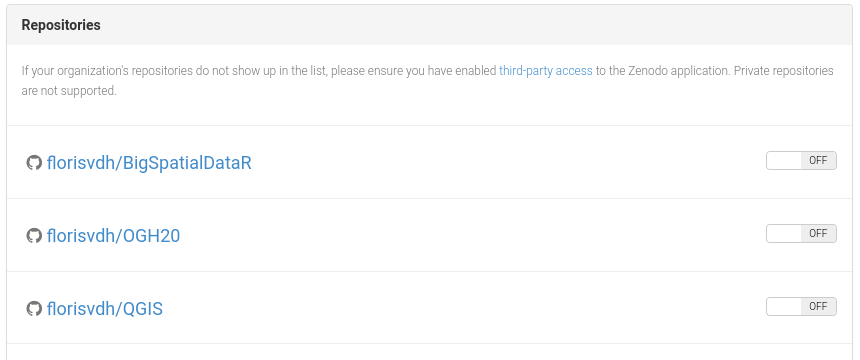 Repositories
If your organization's repositories do not show up in the list, please ensure you have enabled third-party access to the Zenodo application. Private repositories
are not supported.
florisvdh/BigSpatialDataR OFF
florisvdh/OGH20 OFF
florisvdh/QGIS OFF